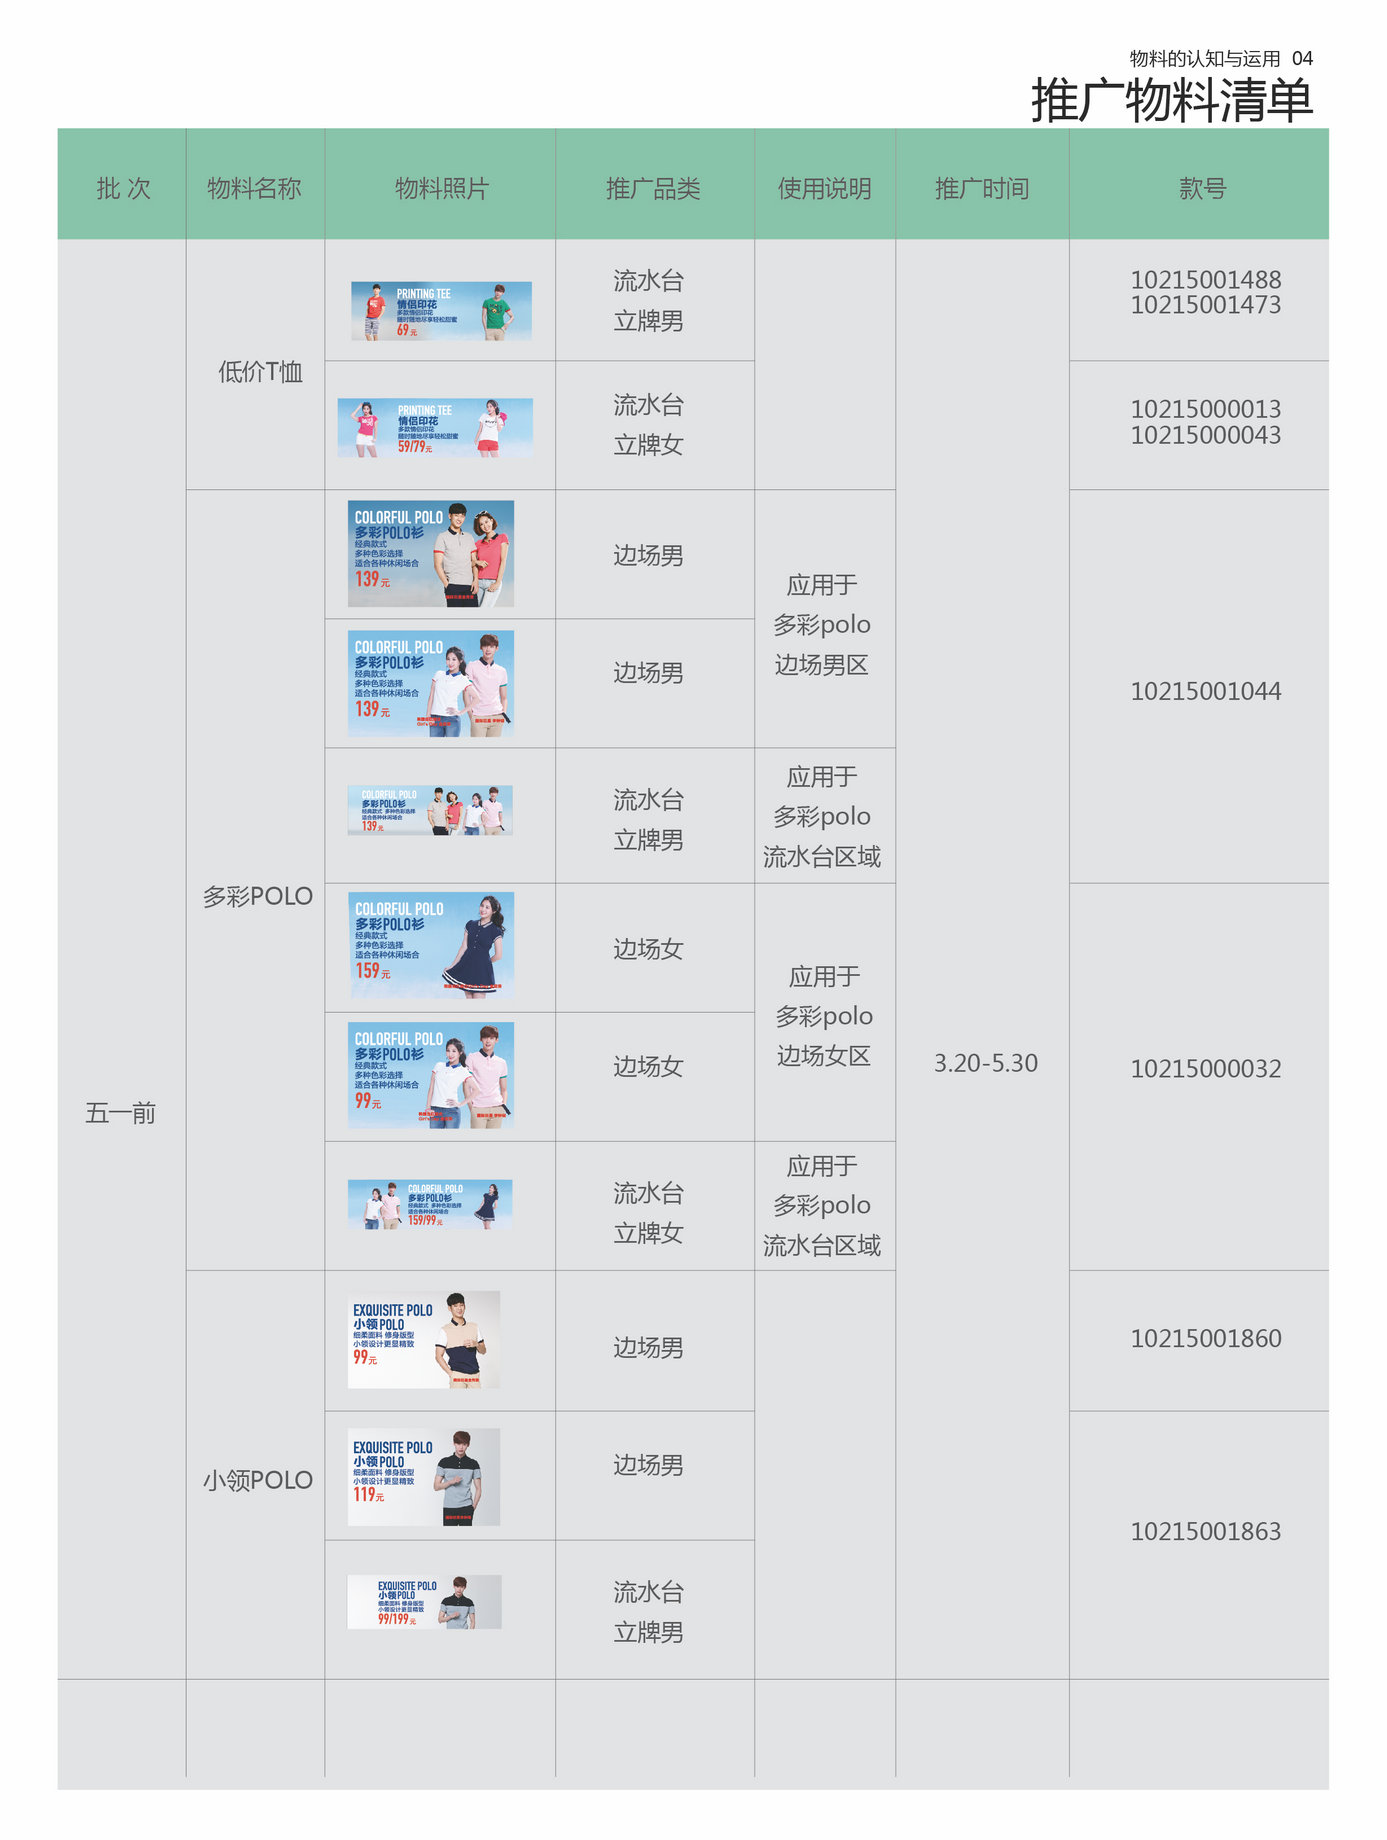 物料的认知与运用 04
推广物料清单
批 次
物料名称
物料照片
推广品类
使用说明
推广时间
款号
五一前
3.20-5.30
低价T恤
PRINTING TEE
情侣印花
多款情侣印花
随时随地尽享轻松甜蜜
69元
流水台
立牌男
10215001488
10215001473
PRINTING TEE
情侣印花
多款情侣印花
随时随地尽享轻松甜蜜
59/79元
流水台
立牌女
10215000013
10215000043
多彩POLO
COLORFUL POLO
多彩POLO衫
经典款式
多种色彩选择
适合各种休闲场合
139元
边场男
应用于
多彩polo
边场男区
10215001044
COLORFUL POLO
多彩POLO衫
经典款式
多种色彩选择
适合各种休闲场合
139元
边场男
COLORFUL POLO
多彩POLO衫
经典款式 多种色彩选择
适合各种休闲场合
139元
流水台
立牌男
应用于
多彩polo
流水台区域
COLORFUL POLO
多彩POLO衫
经典款式
多种色彩选择
适合各种休闲场合
159元
边场女
应用于
多彩polo
边场女区
10215000032
COLORFUL POLO
多彩POLO衫
经典款式
多种色彩选择
适合各种休闲场合
99元
边场女
COLORFUL POLO
多彩POLO衫
经典款式 多种色彩选择
适合各种休闲场合
159/99元
流水台
立牌女
应用于
多彩polo
流水台区域
小领POLO
EXQUISITE POLO
小领POLO
细柔面料 修身版型
小领设计更显精致
99元
边场男
10215001860
EXQUISITE POLO
小领POLO
细柔面料 修身版型
小领设计更显精致
119元
边场男
10215001863
EXQUISITE POLO
小领POLO
细柔面料 修身版型
小领设计更显精致
99/199元
流水台
立牌男